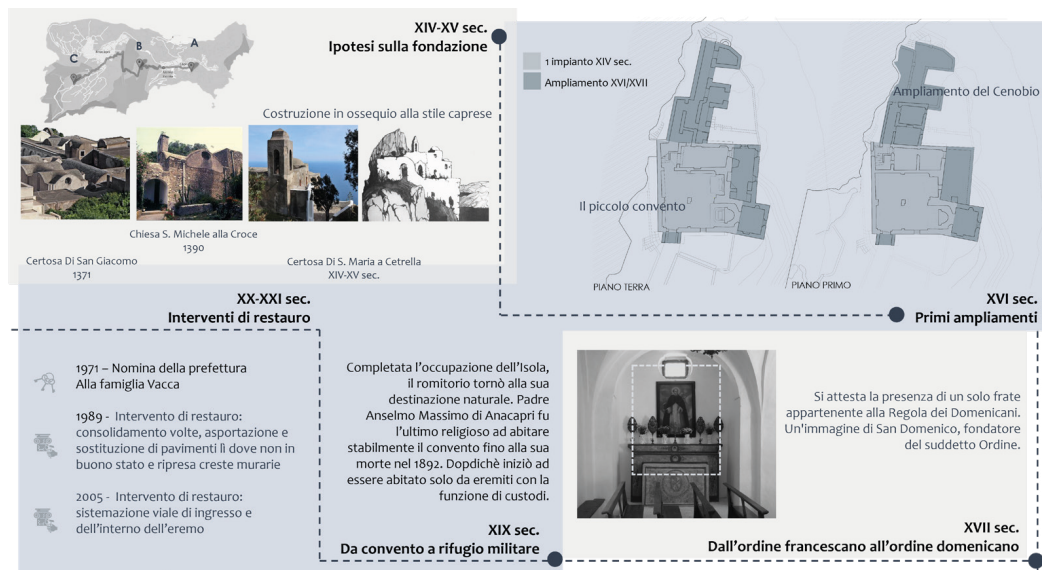 XIV-XV sec.
Ipotesi sulla fondazione
A
B
C
Costruzione in ossequio alla stile caprese
Chiesa S. Michele alla Croce
1390
Certosa Di San Giacomo
1371
Certosa Di S. Maria a Cetrella
XIV-XV sec.
1 impianto XIV sec.
Ampliamento XVI/XVII
Ampliamento del Cenobio
Il piccolo convento
PIANO TERRA
PIANO PRIMO
XVI sec.
Primi ampliamenti
XX-XXI sec.
Interventi di restauro
1971 – Nomina della prefettura
Alla famiglia Vacca
1989 - Intervento di restauro:
consolidamento volte, asportazione e
sostituzione di pavimenti lì dove non in
buono stato e ripresa creste murarie
2005 - Intervento di restauro:
sistemazione viale di ingresso e
dell'interno dell'eremo
Completata l'occupazione dell'Isola,
il romitorio tornò alla sua
destinazione naturale. Padre
Anselmo Massimo di Anacapri fu
l'ultimo religioso ad abitare
stabilmente il convento fino alla sua
morte nel 1892. Dopdichè iniziò ad
essere abitato solo da eremiti con la
funzione di custodi.
XIX sec.
Da convento a rifugio militare
Si attesta la presenza di un solo frate
appartenente alla Regola dei Domenicani.
Un'immagine di San Domenico, fondatore
del suddetto Ordine.
XVII sec.
Dall'ordine francescano all'ordine domenicano